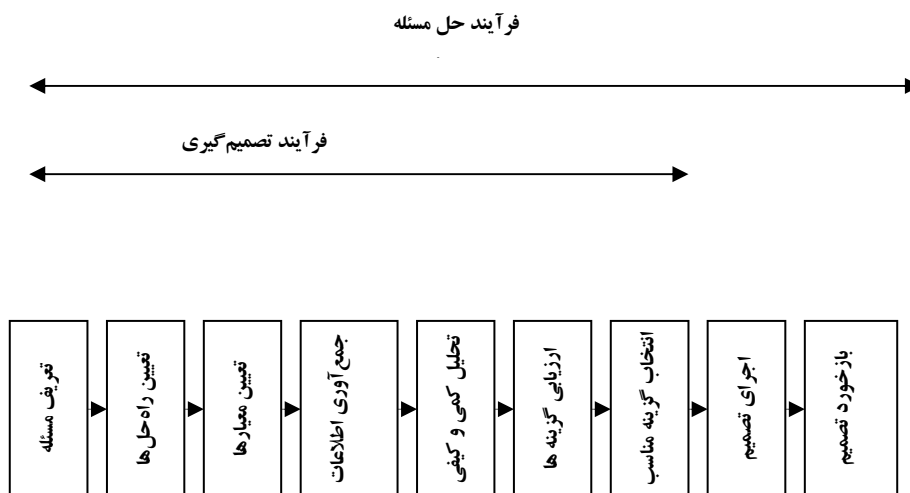 فرآیند حل مسئله
فرآیند تصمیم‌گیری
تعریف مسئله
تعیین راه‌حل‌ها
تعیین معیارها
جمع‌آوری اطلاعات
تحلیل کمی و کیفی
ارزیابی گزینه ها
انتخاب گزینه مناسب
اجرای تصمیم
بازخورد تصمیم